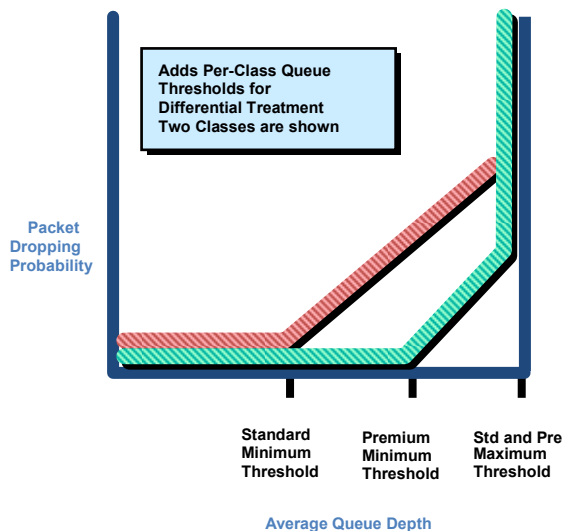 Adds Per-Class Queue
Thresholds for
Differential Treatment
Two Classes are shown
Packet
Dropping
Probability
Standard
Minimum
Threshold
Premium
Minimum
Threshold
Std and Pre
Maximum
Threshold
Average Queue Depth